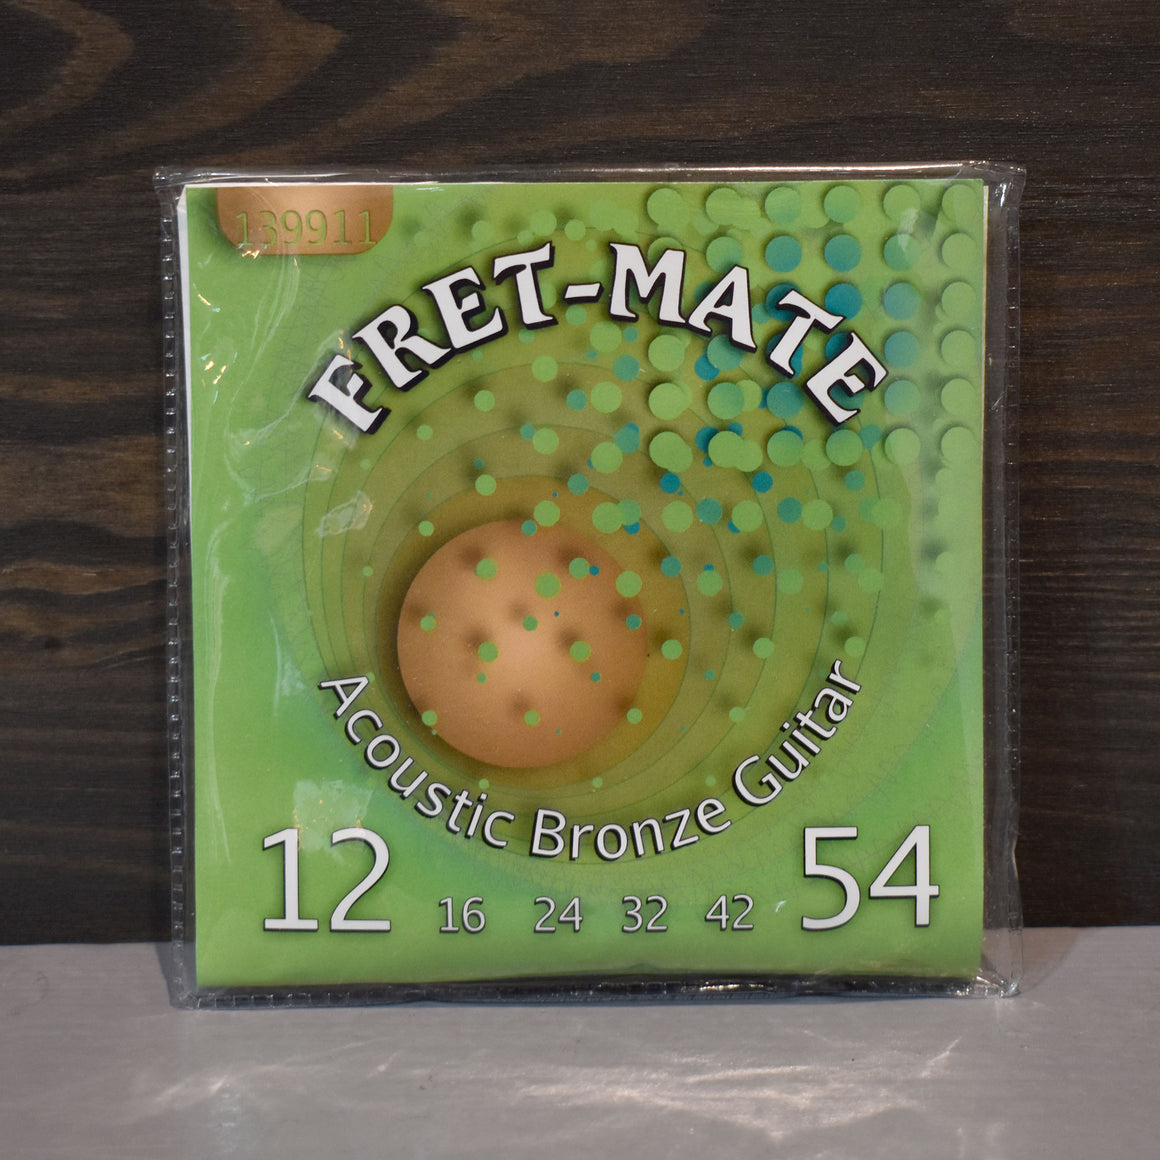 139911
FRET-MATE
Acoustic Bronze Guitar
12 16 24 32 42 54